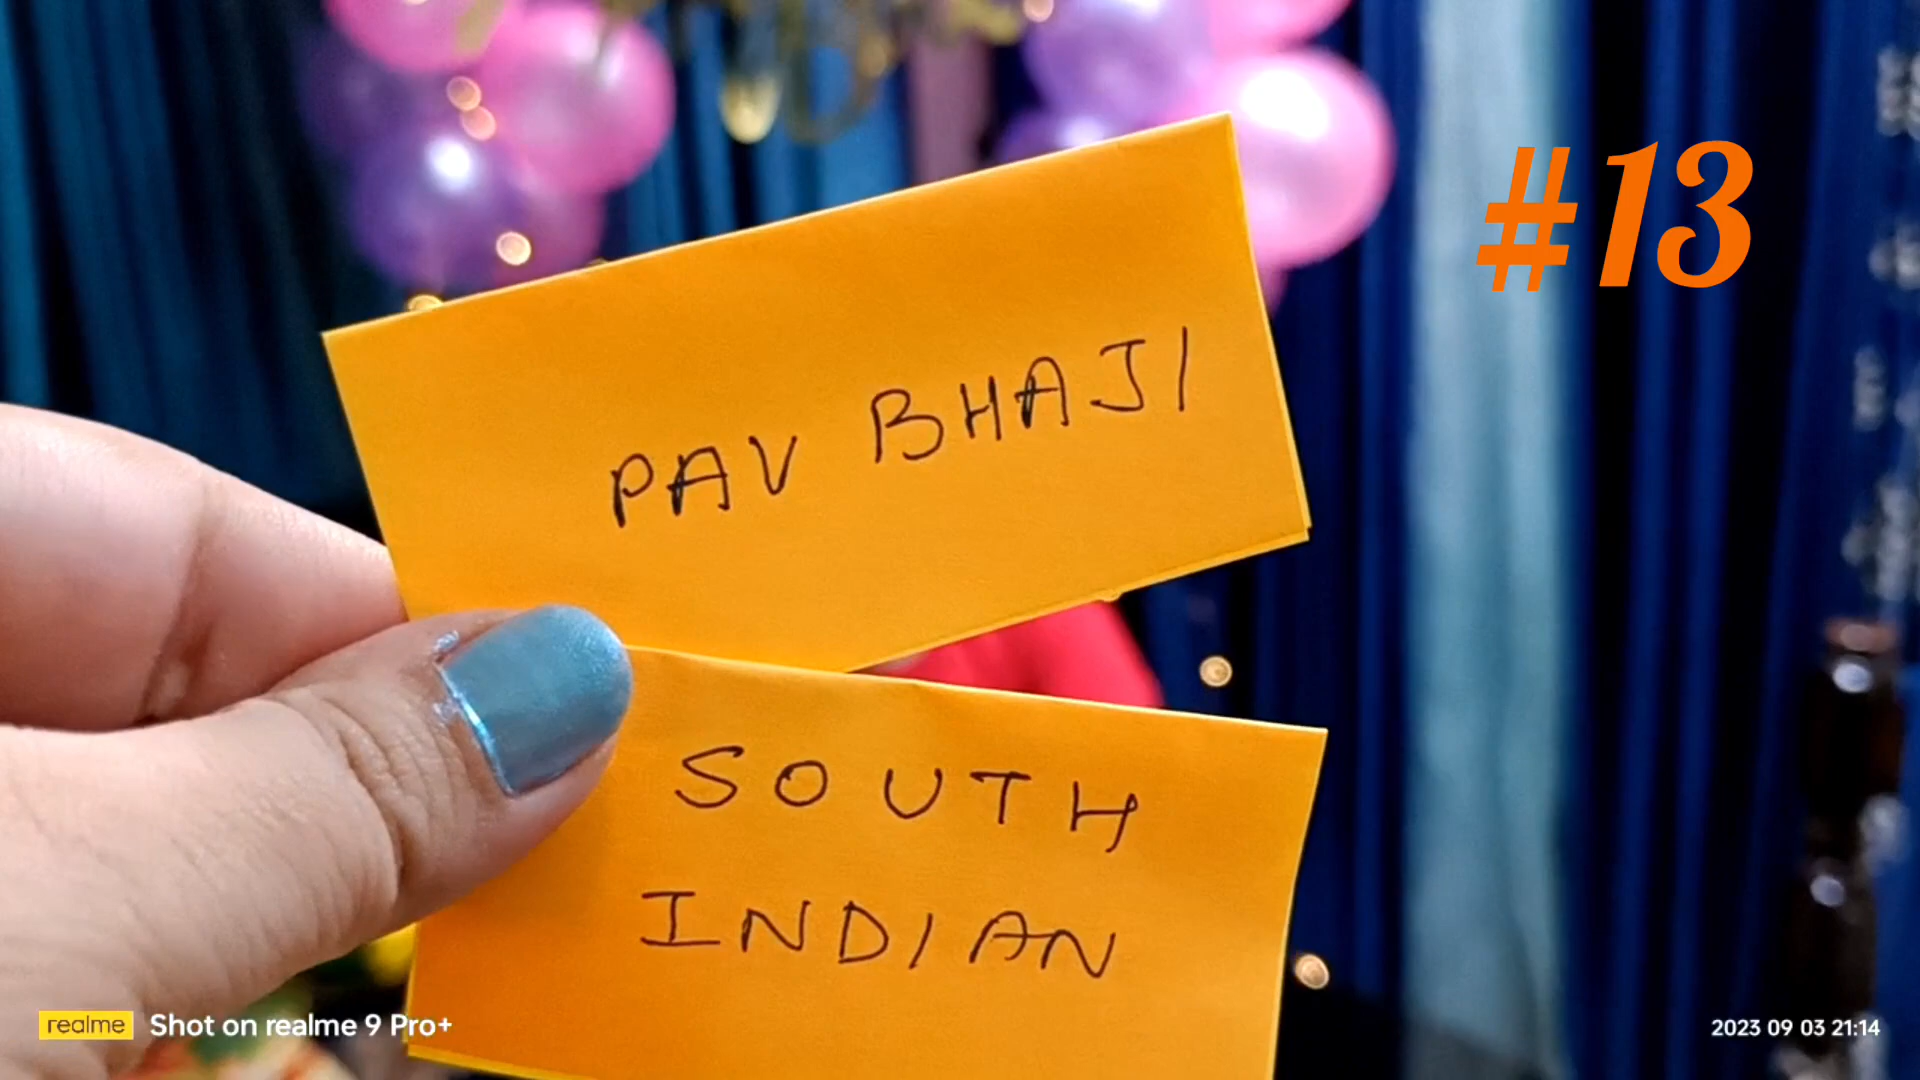 #13
PAV BHAJI
SOUTH
INDIAN
realme Shot on realme 9 Pro+
2023 09 03 21:14